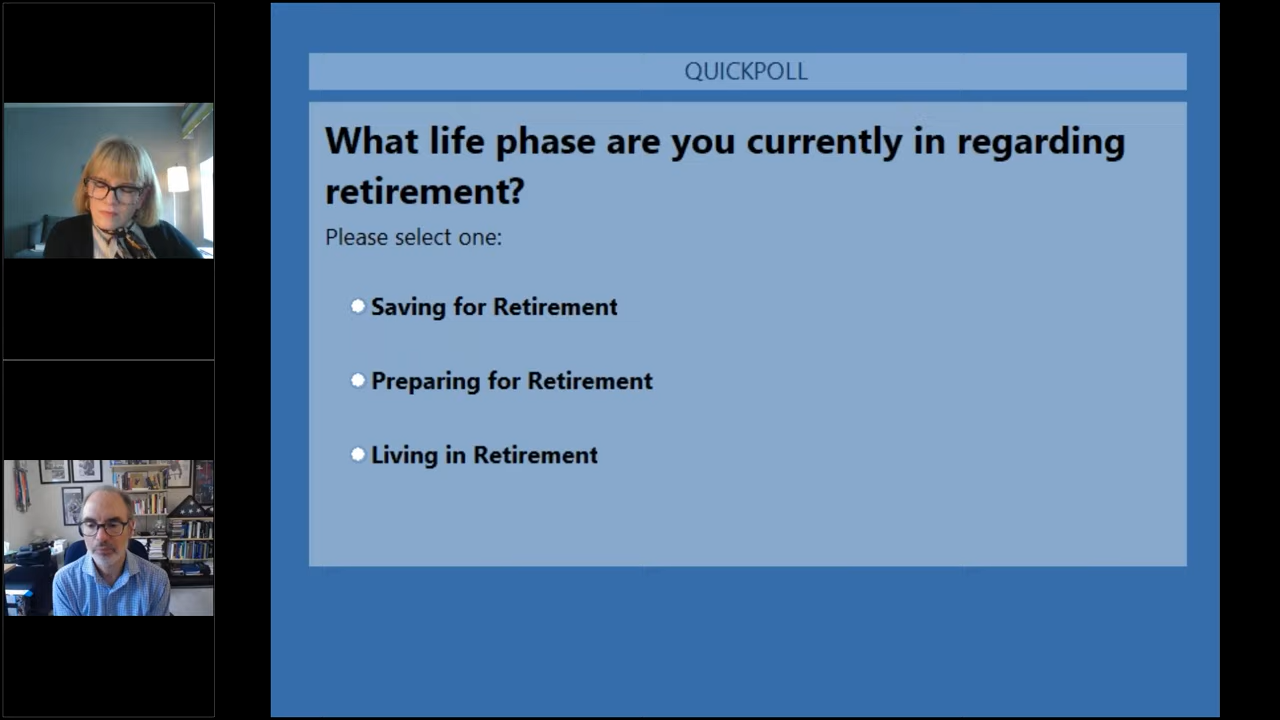 QUICKPOLL
What life phase are you currently in regarding
retirement?
Please select one:
Saving for Retirement
Preparing for Retirement
Living in Retirement